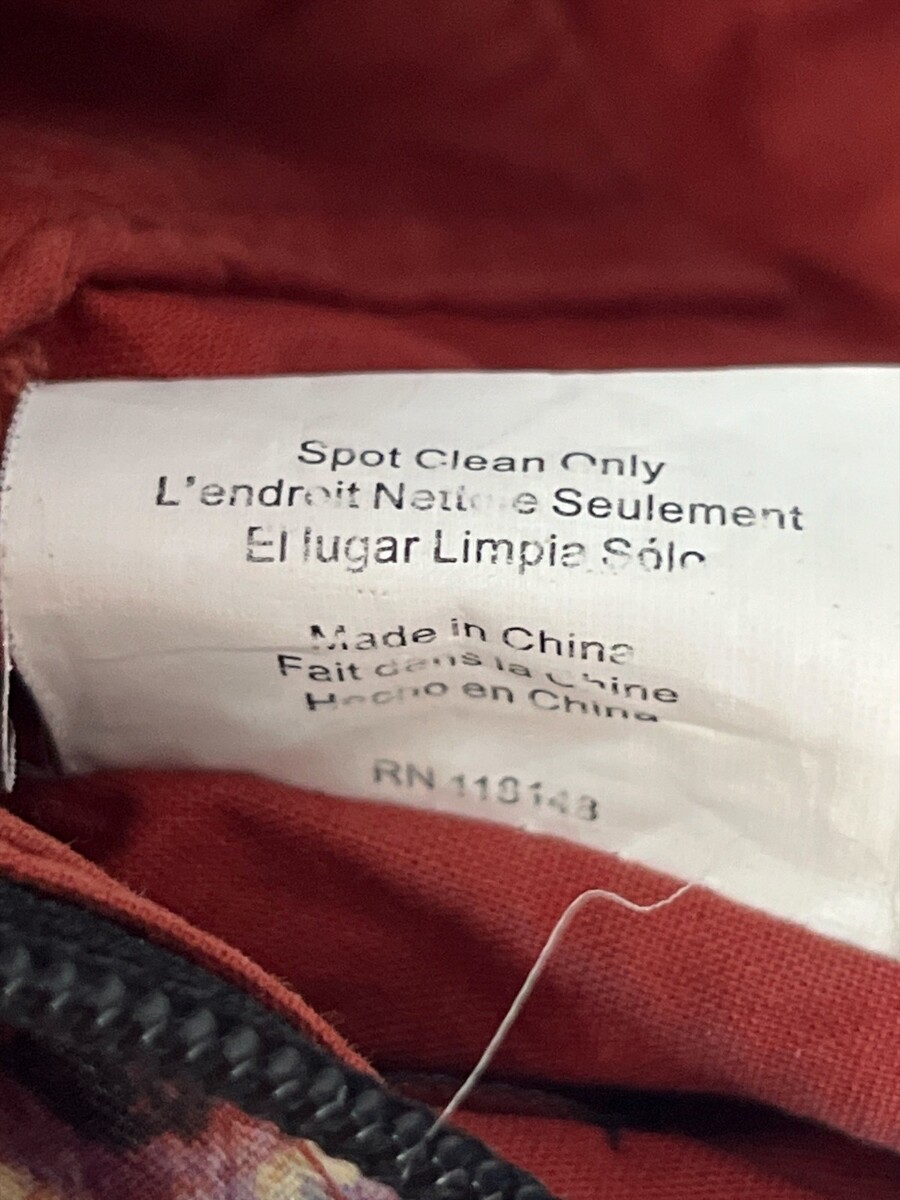 Spot Clean Only
L'endroit Nettoie Seulement
El lugar Limpia Sólo
Made in China
Fait dans la Chine
Hecho en China
RN 118148